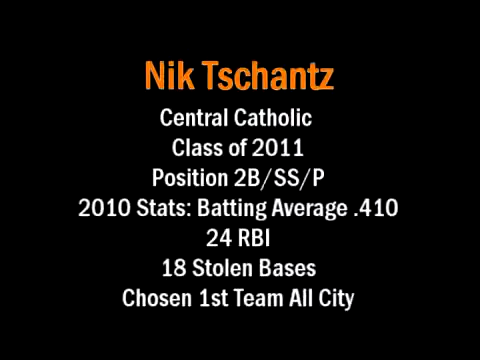 Nik Tschantz
Central Catholic
Class of 2011
Position 2B/SS/P
2010 Stats: Batting Average .410
24 RBI
18 Stolen Bases
Chosen 1st Team All City